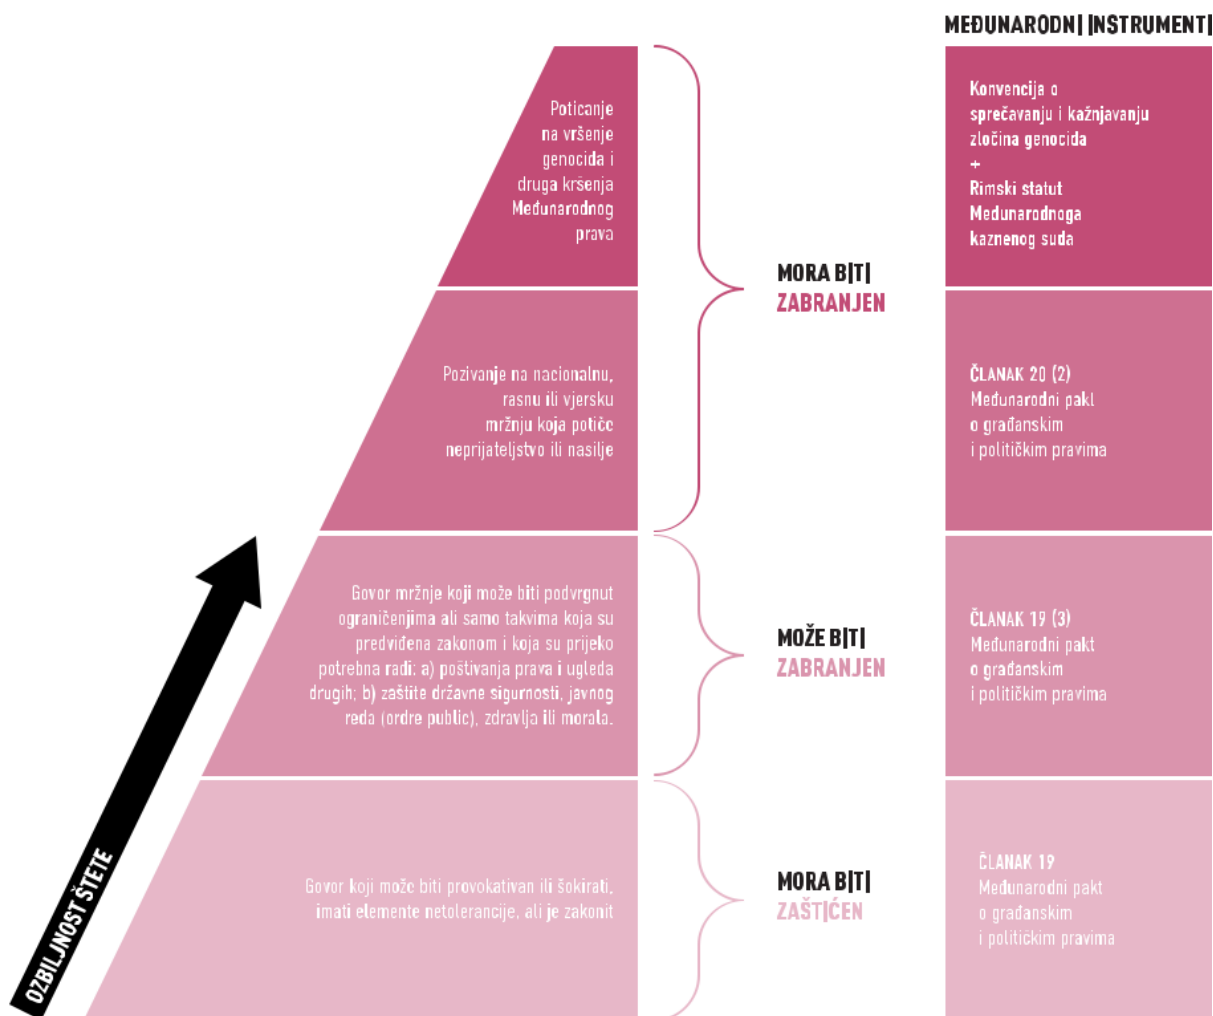 MEĐUNARODNI INSTRUMENTI
Poticanje
na vršenje
genocida i
druga kršenja
Međunarodnog
prava
Konvencija o
sprečavanju i kažnjavanju
zločina genocida
+
Rimski statut
Međunarodnoga
kaznenog suda
MORA BITI
ZABRANJEN
Pozivanje na nacionalnu,
rasnu ili vjersku
mržnju koja potiče
neprijateljstvo ili nasilje
ČLANAK 20 (2)
Međunarodni pakt
o građanskim
i političkim pravima
Govor mržnje koji može biti podvrgnut
ograničenjima ali samo takvima koja su
predviđena zakonom i koja su prijeko
potrebna radi: a) poštivanja prava i ugleda
drugih; b) zaštite državne sigurnosti, javnog
reda (ordre public), zdravlja ili morala.
MOŽE BITI
ZABRANJEN
ČLANAK 19 (3)
Međunarodni pakt
o građanskim
i političkim pravima
Govor koji može biti provokativan ili šokirati,
imati elemente netolerancije, ali je zakonit
MORA BITI
ZAŠTIĆEN
ČLANAK 19
Međunarodni pakt
o građanskim
i političkim pravima
OZBILJNOST ŠTETE